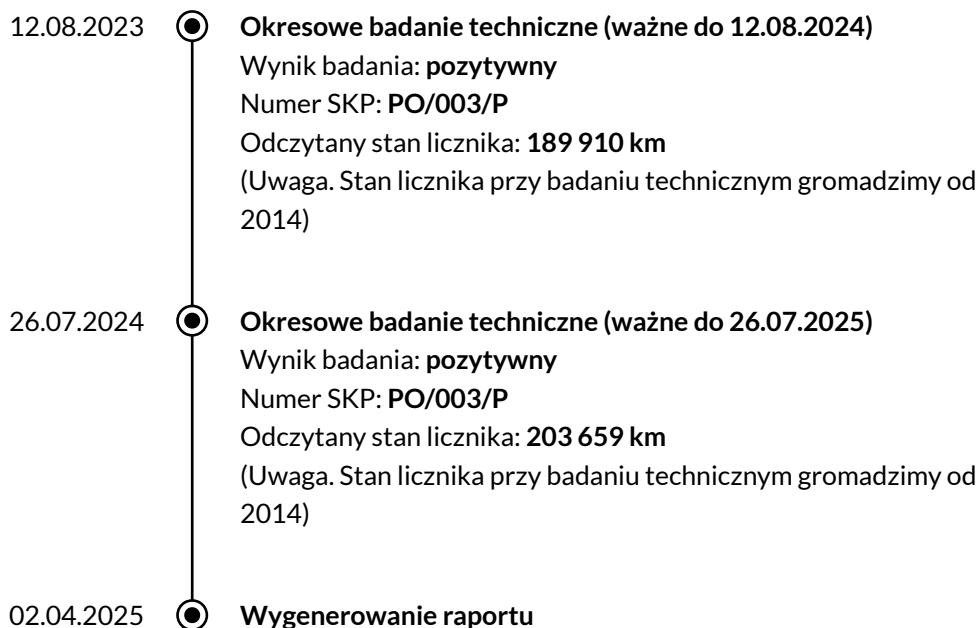 12.08.2023 Okresowe badanie techniczne (ważne do 12.08.2024)
Wynik badania: pozytywny
Numer SKP: PO/003/P
Odczytany stan licznika: 189 910 km
(Uwaga. Stan licznika przy badaniu technicznym gromadzimy od
2014)
26.07.2024 Okresowe badanie techniczne (ważne do 26.07.2025)
Wynik badania: pozytywny
Numer SKP: PO/003/P
Odczytany stan licznika: 203 659 km
(Uwaga. Stan licznika przy badaniu technicznym gromadzimy od
2014)
02.04.2025 Wygenerowanie raportu